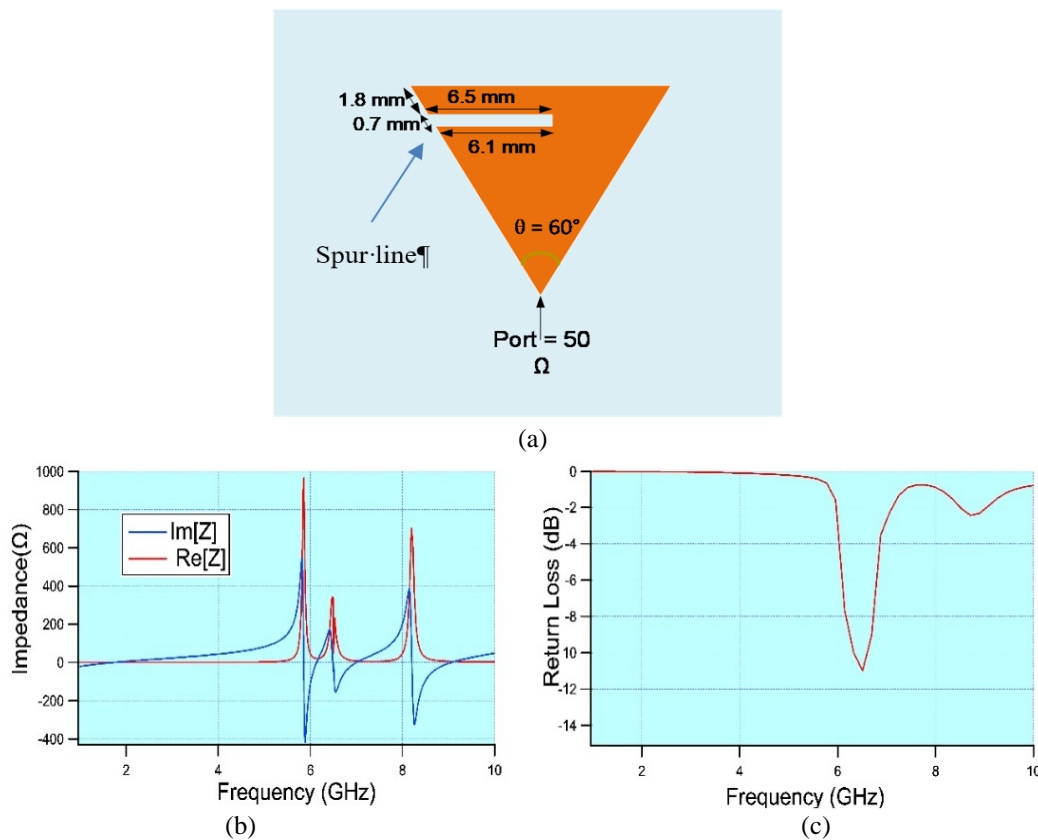 1.8 mm
6.5 mm
0.7 mm
6.1 mm
θ = 60°
Spur·line¶
Port = 50
Ω
(a)
1000
800
600
400
200
0
-200
-400
Impedance(Ω)
Im[Z]
Re[Z]
2
4
6
8
10
Frequency (GHz)
(b)
0
-2
-4
-6
-8
-10
-12
-14
Return Loss (dB)
2
4
6
8
10
Frequency (GHz)
(c)